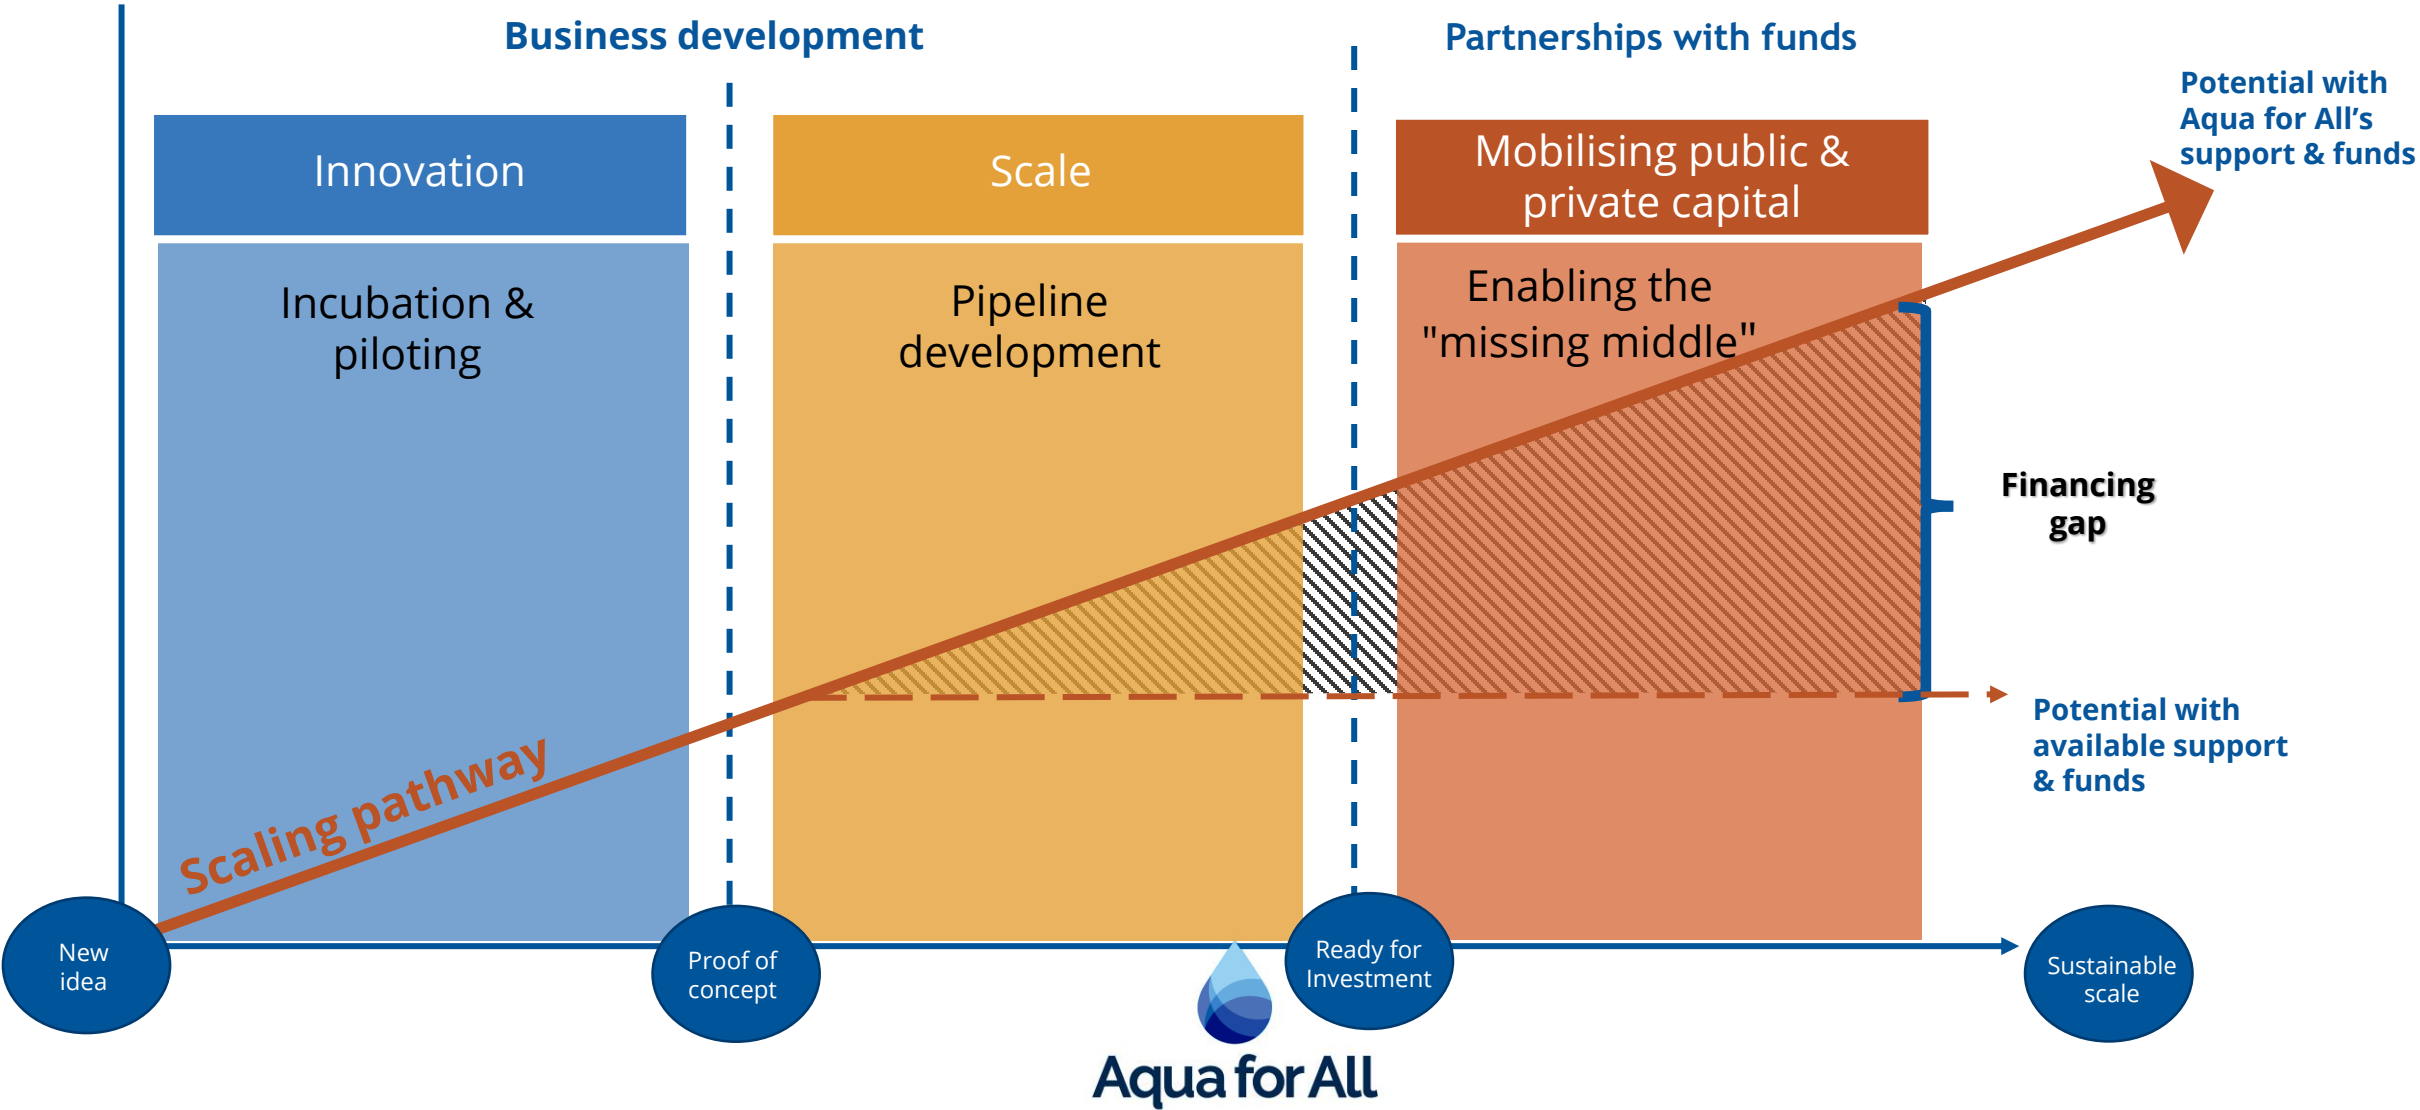 Business development
Partnerships with funds
Potential with
Aqua for All’s
support & funds
Innovation
Scale
Mobilising public &
private capital
Incubation &
piloting
Pipeline
development
Enabling the
"missing middle"
Financing
gap
Potential with
available support
& funds
Scaling pathway
New
idea
Proof of
concept
Ready for
Investment
Sustainable
scale
Aqua for All